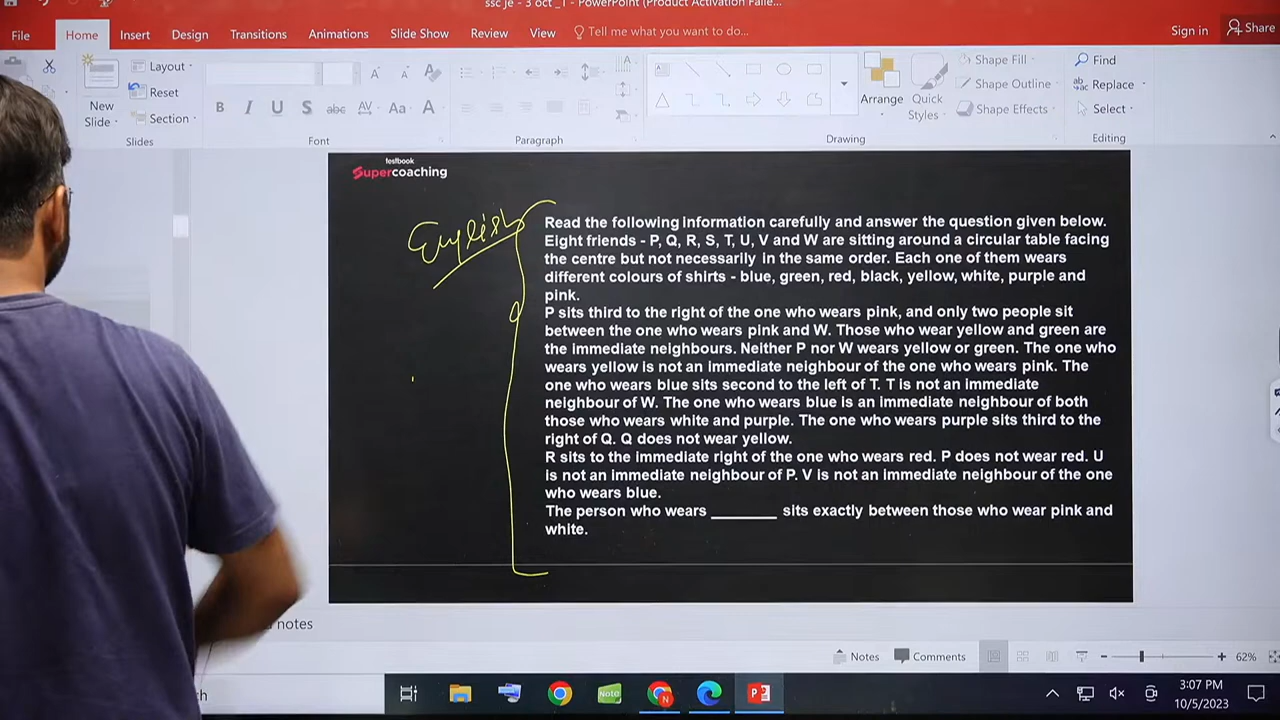 ssc je - 3 oct _1 - PowerPoint (Product Activation Faile...
File Home Insert Design Transitions Animations Slide Show Review View Tell me what you want to do... Sign in Share
Layout Shape Fill Find
New Slide Reset Arrange Quick Styles Shape Outline Replace
Section B I U S abc AV Aa A Shape Effects Select
Slides Font Paragraph Drawing Editing
testbook
Supercoaching
English
Read the following information carefully and answer the question given below.
Eight friends - P, Q, R, S, T, U, V and W are sitting around a circular table facing
the centre but not necessarily in the same order. Each one of them wears
different colours of shirts - blue, green, red, black, yellow, white, purple and
pink.
P sits third to the right of the one who wears pink, and only two people sit
between the one who wears pink and W. Those who wear yellow and green are
the immediate neighbours. Neither P nor W wears yellow or green. The one who
wears yellow is not an immediate neighbour of the one who wears pink. The
one who wears blue sits second to the left of T. T is not an immediate
neighbour of W. The one who wears blue is an immediate neighbour of both
those who wears white and purple. The one who wears purple sits third to the
right of Q. Q does not wear yellow.
R sits to the immediate right of the one who wears red. P does not wear red. U
is not an immediate neighbour of P. V is not an immediate neighbour of the one
who wears blue.
The person who wears ________ sits exactly between those who wear pink and
white.
notes
Notes Comments 62%
3:07 PM
10/5/2023